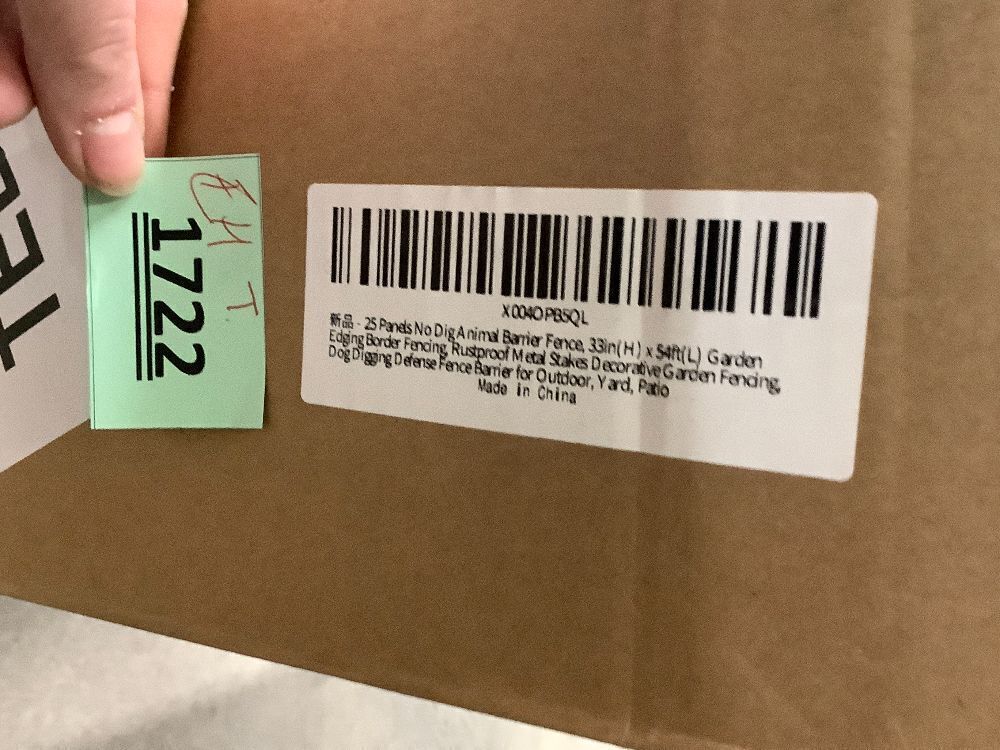 1722
X004OPB5QL
新品 - 25 Panels No Dig Animal Barrier Fence, 33in(H) x 54ft(L) Garden
Edging Border Fencing, Rustproof Metal Stakes Decorative Garden Fencing,
Dog Digging Defense Fence Barrier for Outdoor, Yard, Patio
Made in China